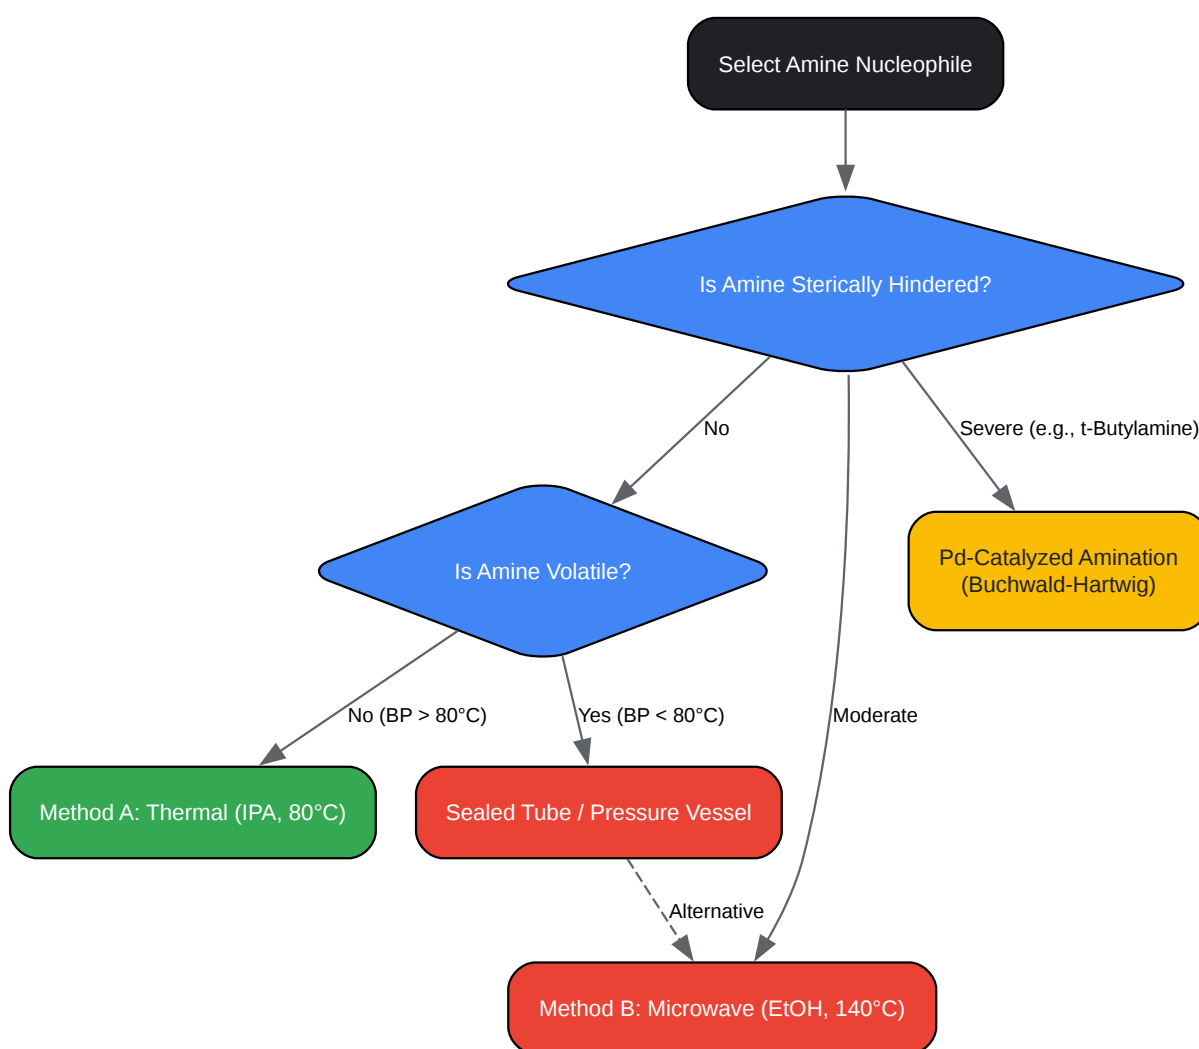 Select Amine Nucleophile
Is Amine Sterically Hindered?
No
Severe (e.g., t-Butylamine)
Pd-Catalyzed Amination
(Buchwald-Hartwig)
Is Amine Volatile?
No (BP > 80°C)
Yes (BP < 80°C)
Moderate
Method A: Thermal (IPA, 80°C)
Sealed Tube / Pressure Vessel
Alternative
Method B: Microwave (EtOH, 140°C)